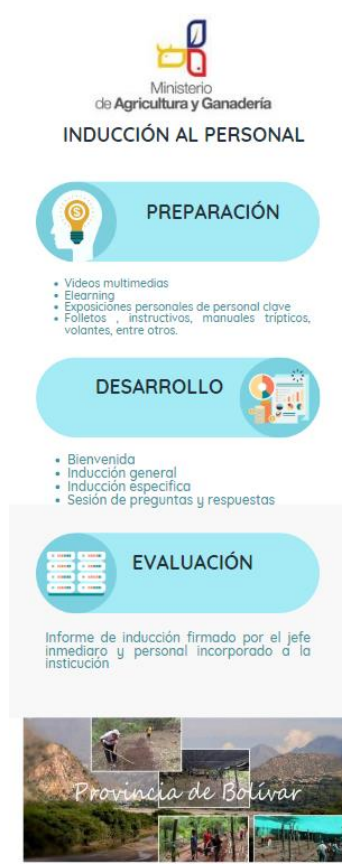 Ministerio
de Agricultura y Ganadería
INDUCCIÓN AL PERSONAL
PREPARACIÓN
• Videos multimedias
• Elearning
• Exposiciones personales de personal clave
• Folletos , instructivos, manuales trípticos,
volantes, entre otros.
DESARROLLO
• Bienvenida
• Inducción general
• Inducción especifica
• Sesión de preguntas y respuestas
EVALUACIÓN
Informe de inducción firmado por el jefe
inmediaro y personal incorporado a la
insticución
Provincia de Bolívar